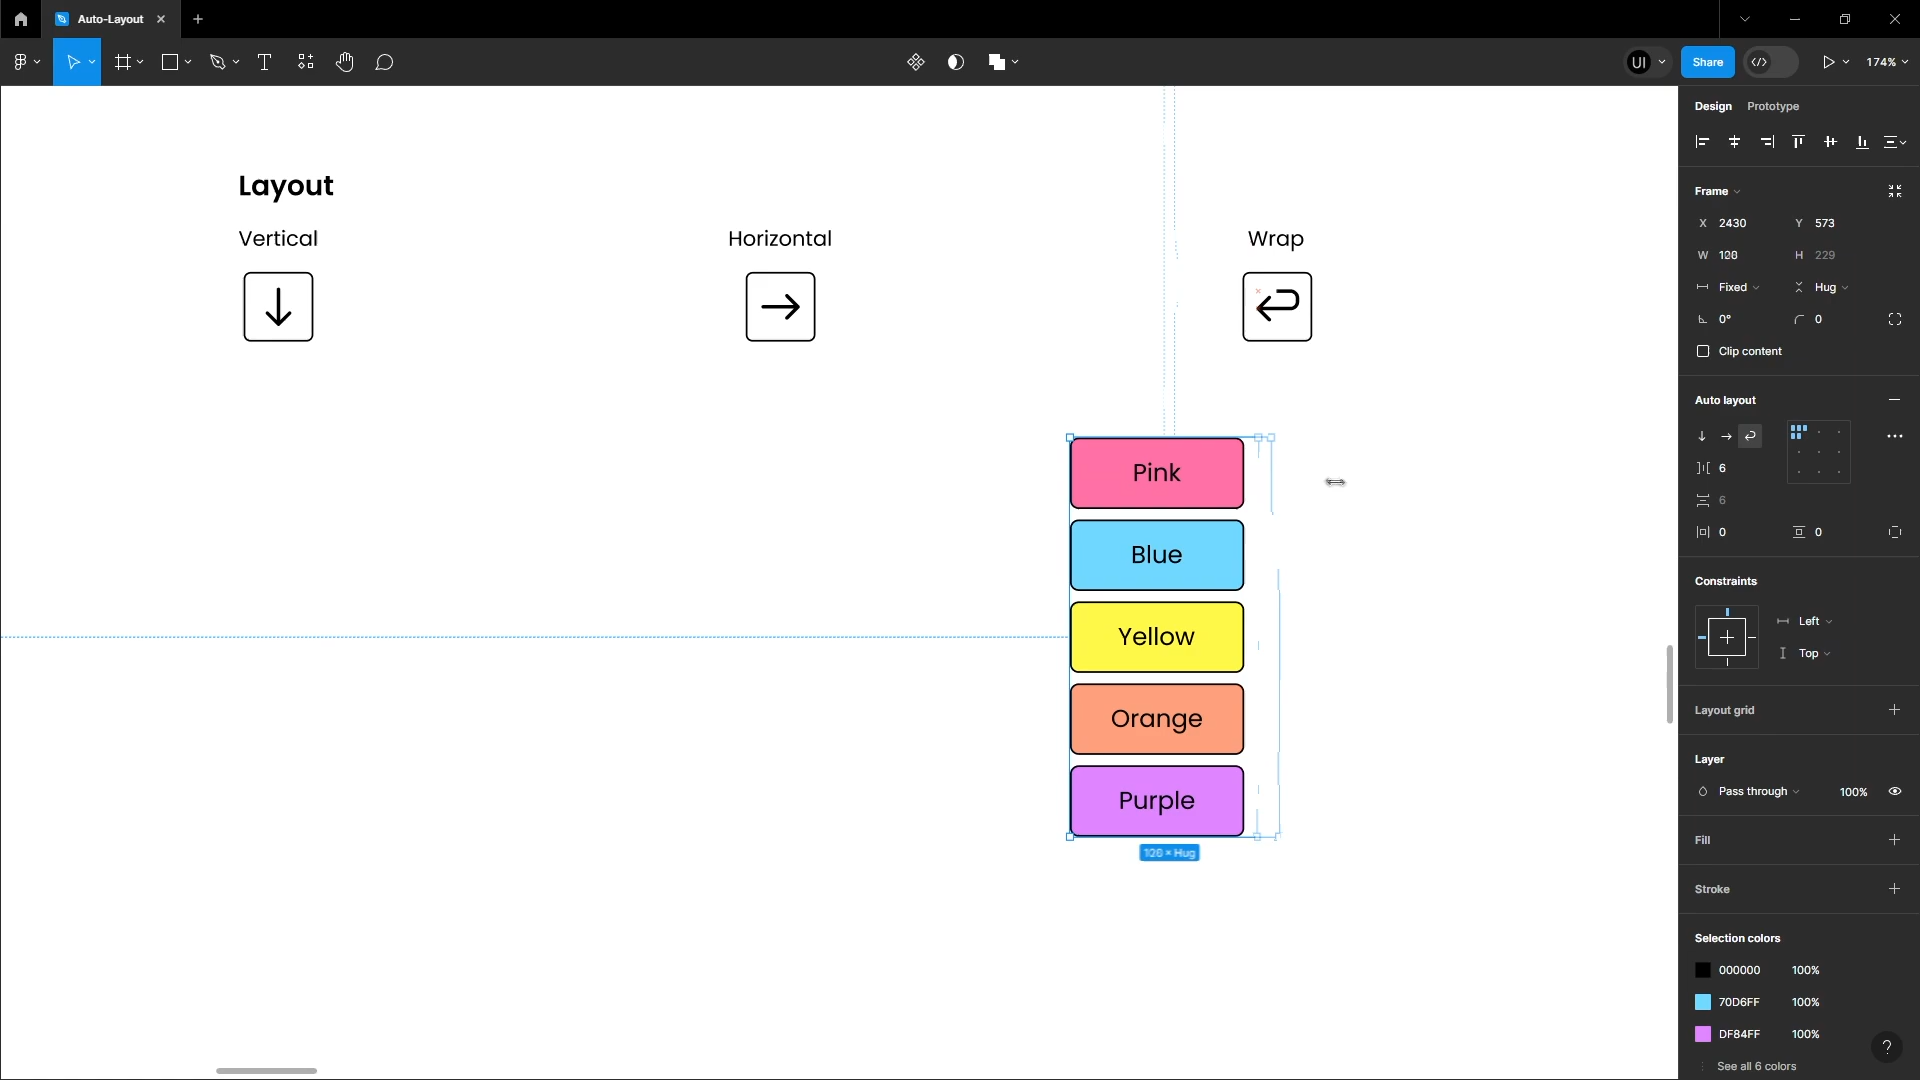 Auto-Layout
UI
Share
174%
Design
Prototype
Layout
Vertical
Horizontal
Wrap
Frame
X 2430
Y 573
W
H 229
Fixed
Hug
0°
0
Clip content
Auto layout
6
6
0
0
Pink
Blue
Yellow
Orange
Purple
× Hug
Constraints
Left
Top
Layout grid
Layer
Pass through
100%
Fill
Stroke
Selection colors
000000 100%
70D6FF 100%
DF84FF 100%
See all 6 colors
?